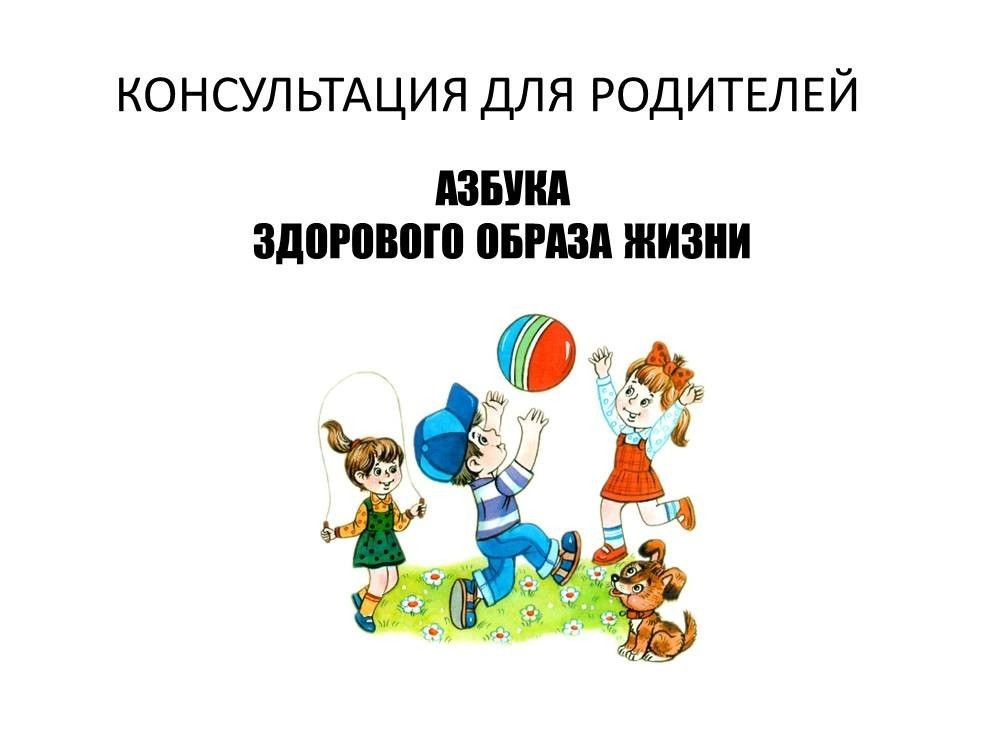 КОНСУЛЬТАЦИЯ ДЛЯ РОДИТЕЛЕЙ
АЗБУКА
ЗДОРОВОГО ОБРАЗА ЖИЗНИ